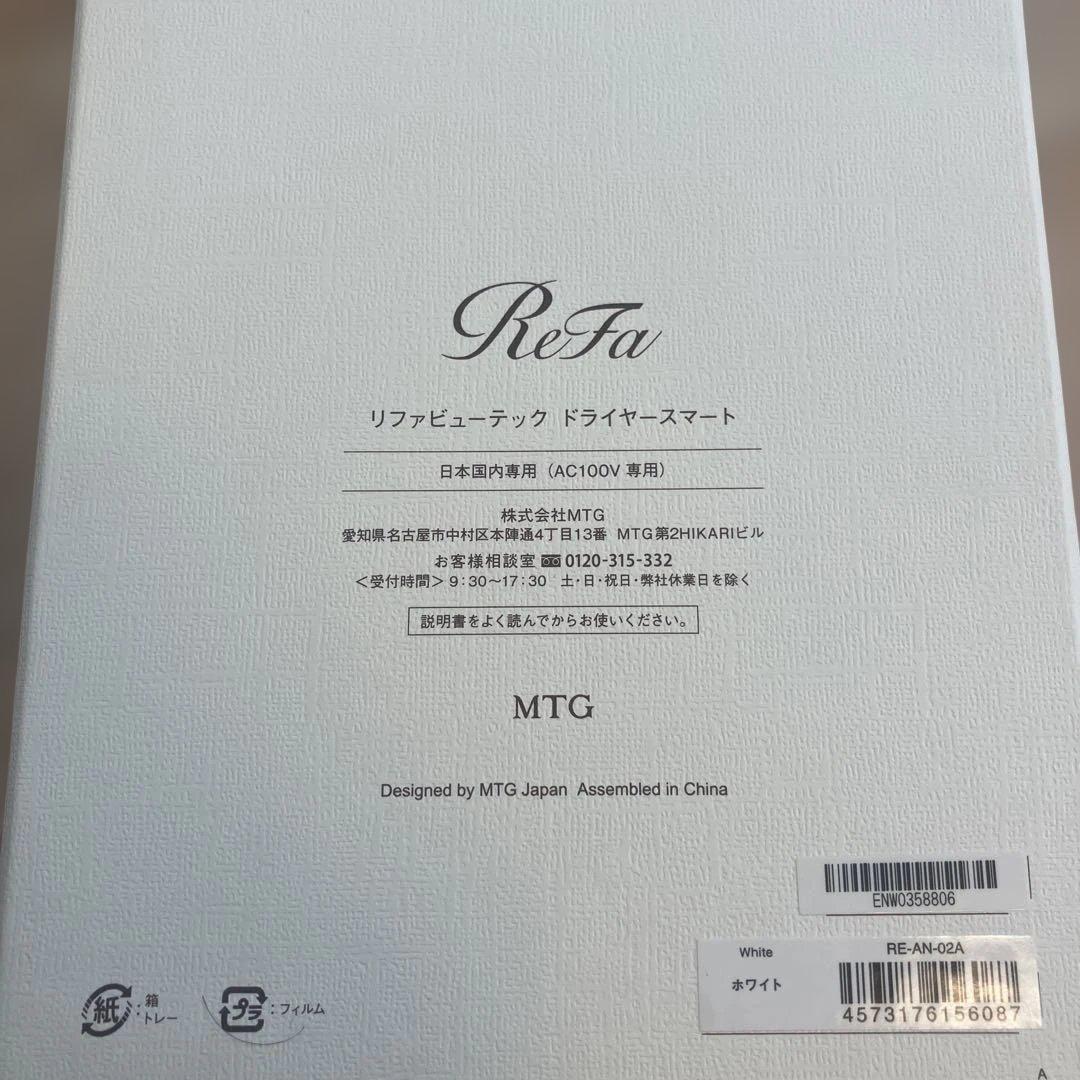 ReFa
リファビューテック ドライヤースマート
日本国内専用（AC100V 専用）
株式会社MTG
愛知県名古屋市中村区本陣通4丁目13番 MTG第2HIKARIビル
お客様相談室 0120-315-332
＜受付時間＞9:30〜17:30 土・日・祝日・弊社休業日を除く
説明書をよく読んでからお使いください。
MTG
Designed by MTG Japan Assembled in China
ENW0358806
White RE-AN-02A
ホワイト
4573176156087
紙：箱
トレー
プラ：フィルム
A